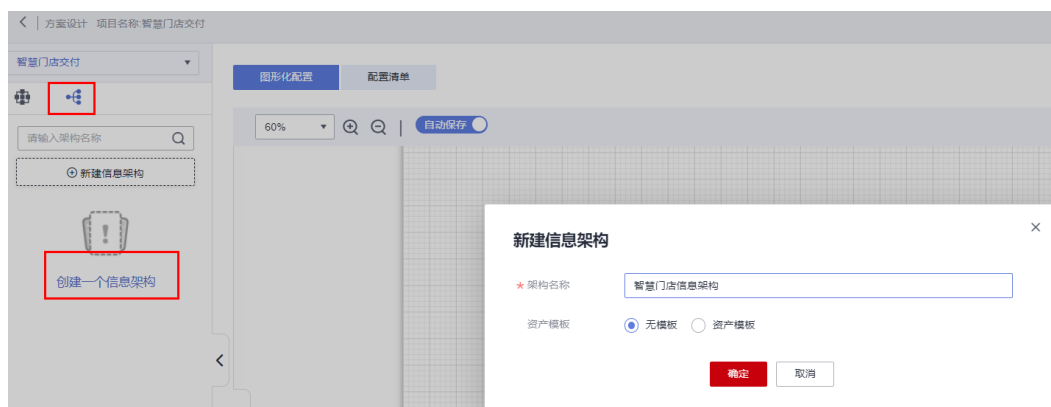 方案设计 项目名称:智慧门店交付
智慧门店交付
图形化配置 配置清单
请输入架构名称
60% | 自动保存
新建信息架构
创建一个信息架构
新建信息架构
* 架构名称 智慧门店信息架构
资产模板 无模板 资产模板
确定 取消